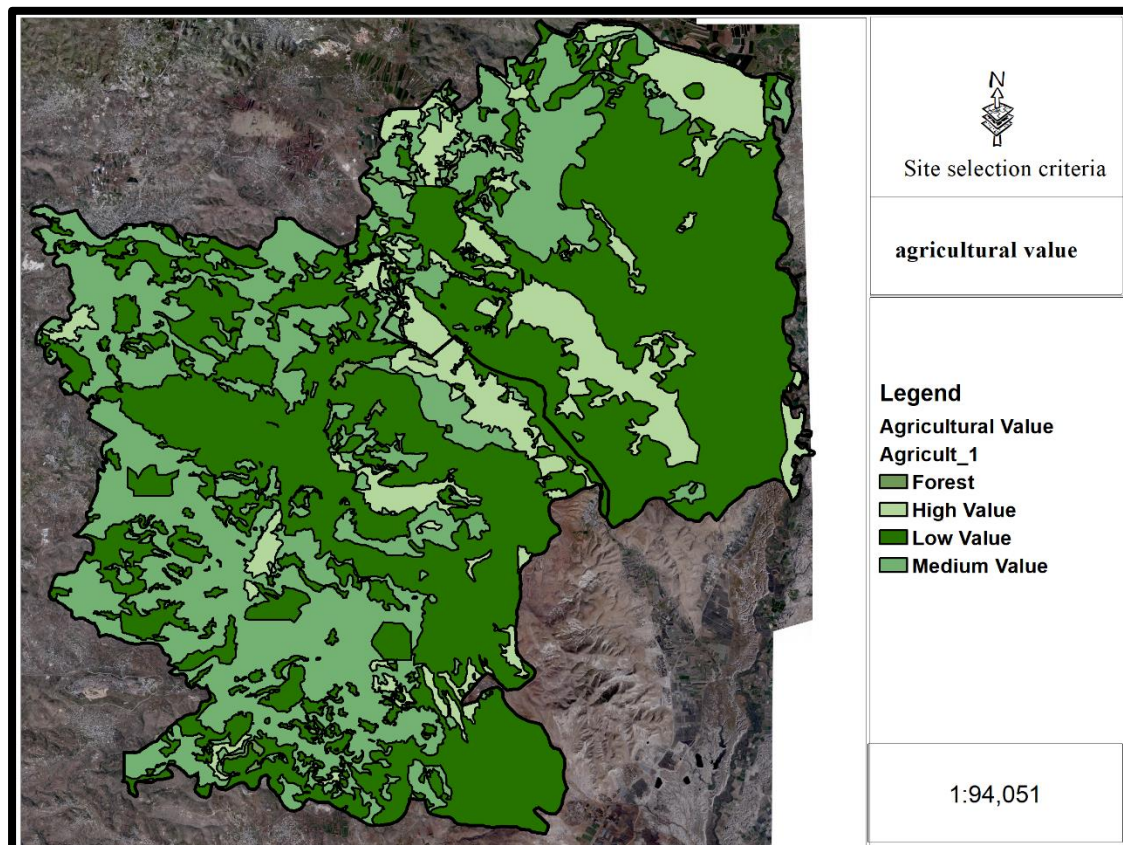 N
Site selection criteria
agricultural value
Legend
Agricultural Value
Agricult_1
Forest
High Value
Low Value
Medium Value
1:94,051